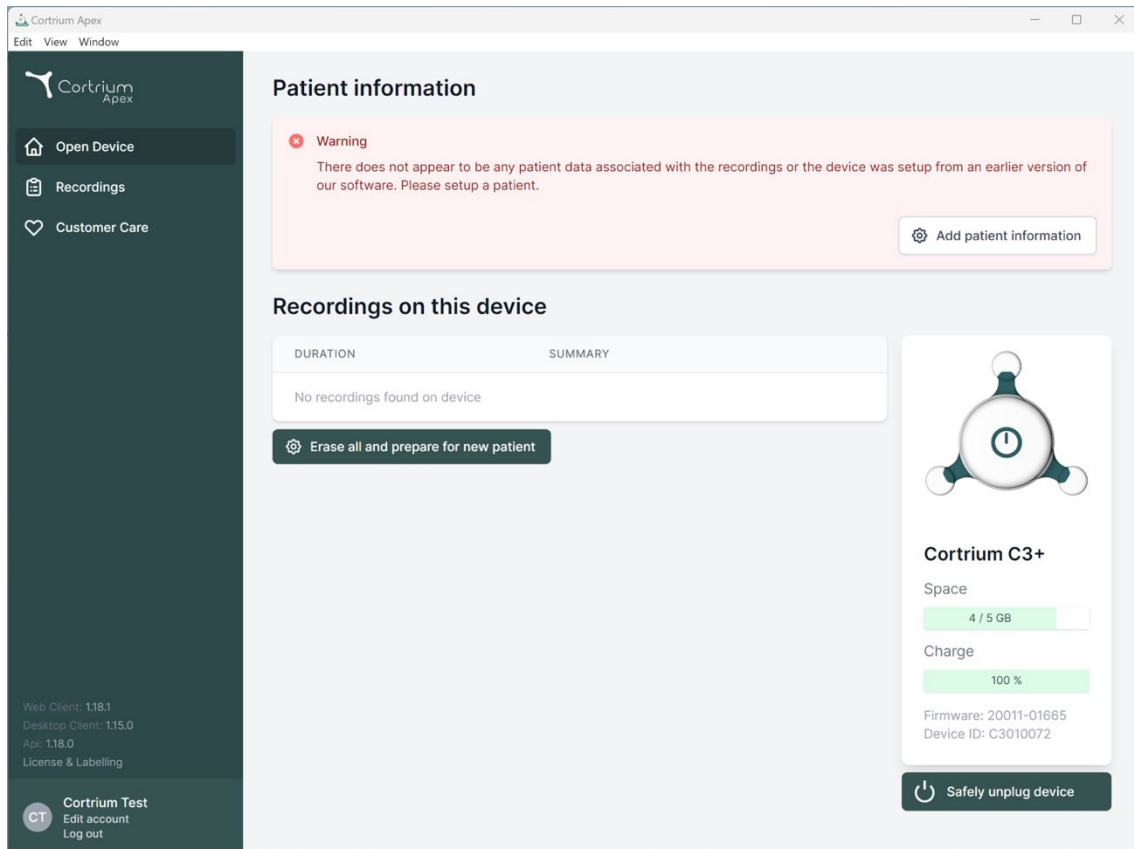 Cortrium Apex
Edit View Window
Cortrium
Apex
Open Device
Recordings
Customer Care
Web Client: 1.18.1
Desktop Client: 1.15.0
Api: 1.18.0
License & Labelling
CT
Cortrium Test
Edit account
Log out
Patient information
Warning
There does not appear to be any patient data associated with the recordings or the device was setup from an earlier version of
our software. Please setup a patient.
Add patient information
Recordings on this device
DURATION SUMMARY
No recordings found on device
Erase all and prepare for new patient
Cortrium C3+
Space
4 / 5 GB
Charge
100 %
Firmware: 20011-01665
Device ID: C3010072
Safely unplug device